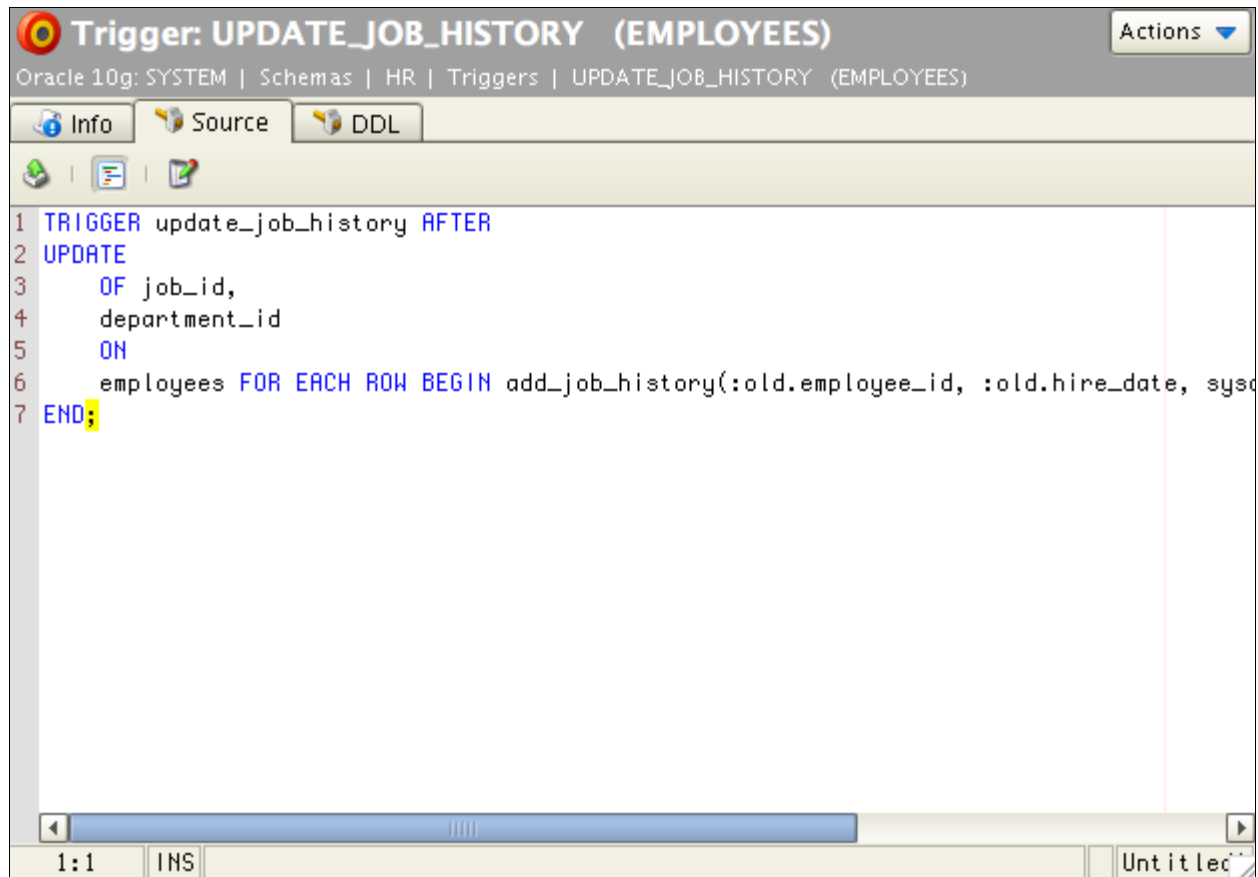 Trigger: UPDATE_JOB_HISTORY (EMPLOYEES)
Actions
Oracle 10g: SYSTEM | Schemas | HR | Triggers | UPDATE_JOB_HISTORY (EMPLOYEES)
Info Source DDL
1 TRIGGER update_job_history AFTER
2 UPDATE
3 OF job_id,
4 department_id
5 ON
6 employees FOR EACH ROW BEGIN add_job_history(:old.employee_id, :old.hire_date,
7 END;
1:1 INS